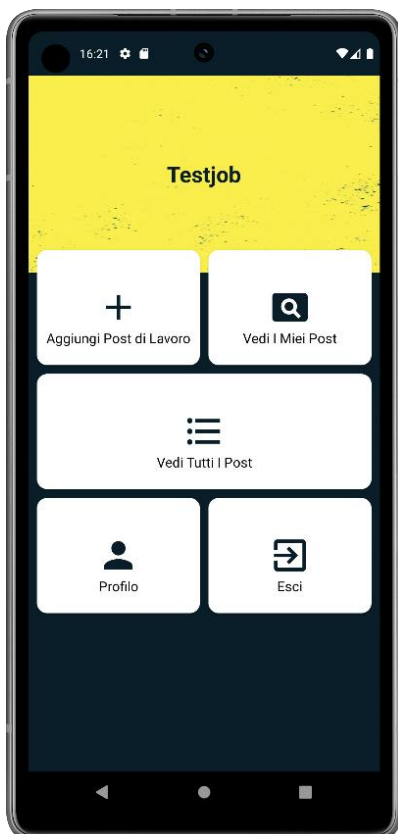 16:21
Testjob
Aggiungi Post di Lavoro
Vedi I Miei Post
Vedi Tutti I Post
Profilo
Esci